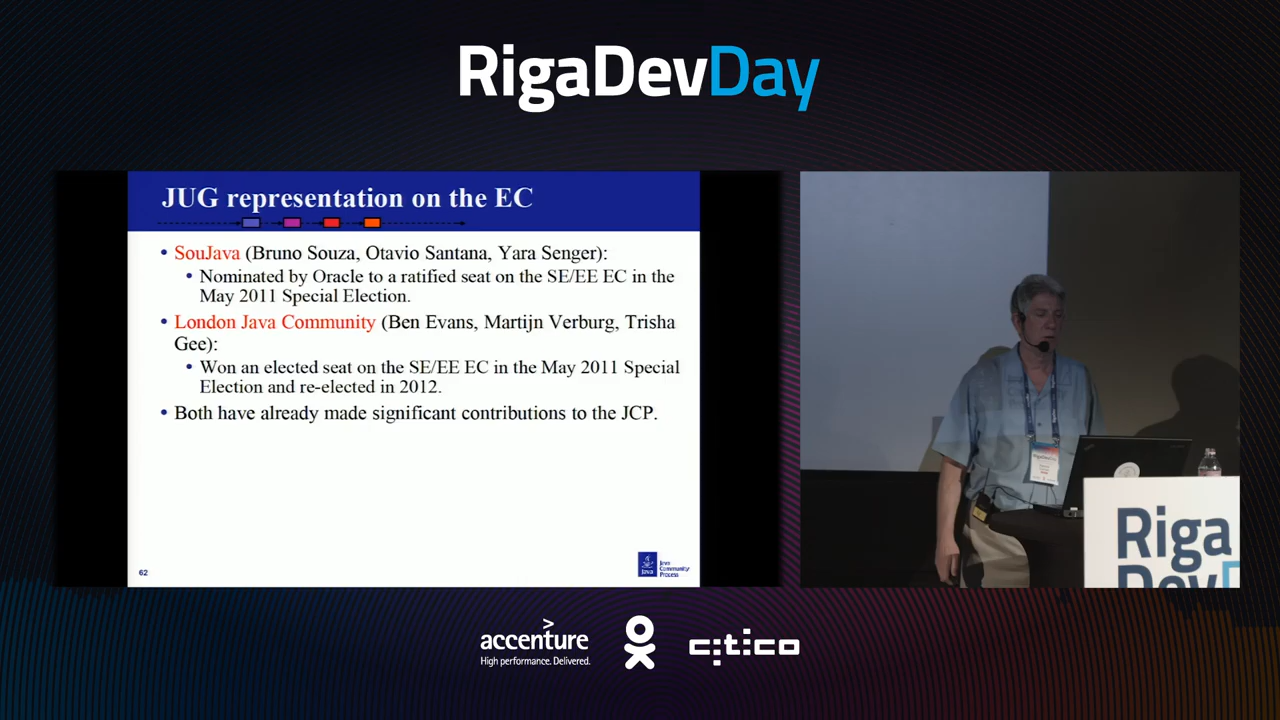 RigaDevDay
JUG representation on the EC
• SouJava (Bruno Souza, Otavio Santana, Yara Senger):
• Nominated by Oracle to a ratified seat on the SE/EE EC in the
May 2011 Special Election.
• London Java Community (Ben Evans, Martijn Verburg, Trisha
Gee):
• Won an elected seat on the SE/EE EC in the May 2011 Special
Election and re-elected in 2012.
• Both have already made significant contributions to the JCP.
62
Java
Java
Community
Process
RigaDevDay
Riga
DevD
accenture
High performance. Delivered.
citico